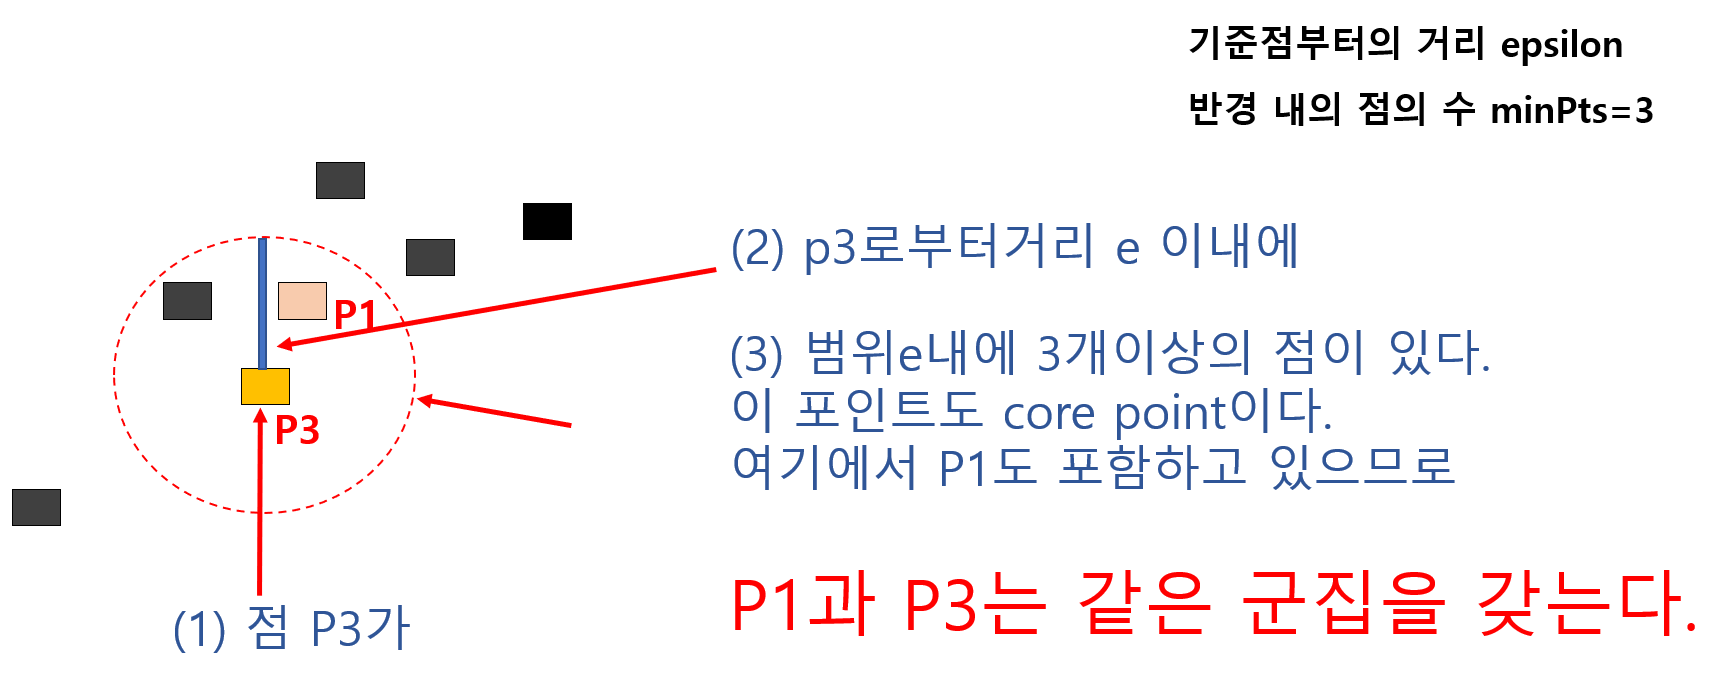 기준점부터의 거리 epsilon
반경 내의 점의 수 minPts=3
(2) p3로부터거리 e 이내에
P1
(3) 범위e내에 3개이상의 점이 있다.
이 포인트도 core point이다.
P3
여기에서 P1도 포함하고 있으므로
P1과 P3는 같은 군집을 갖는다.
(1) 점 P3가